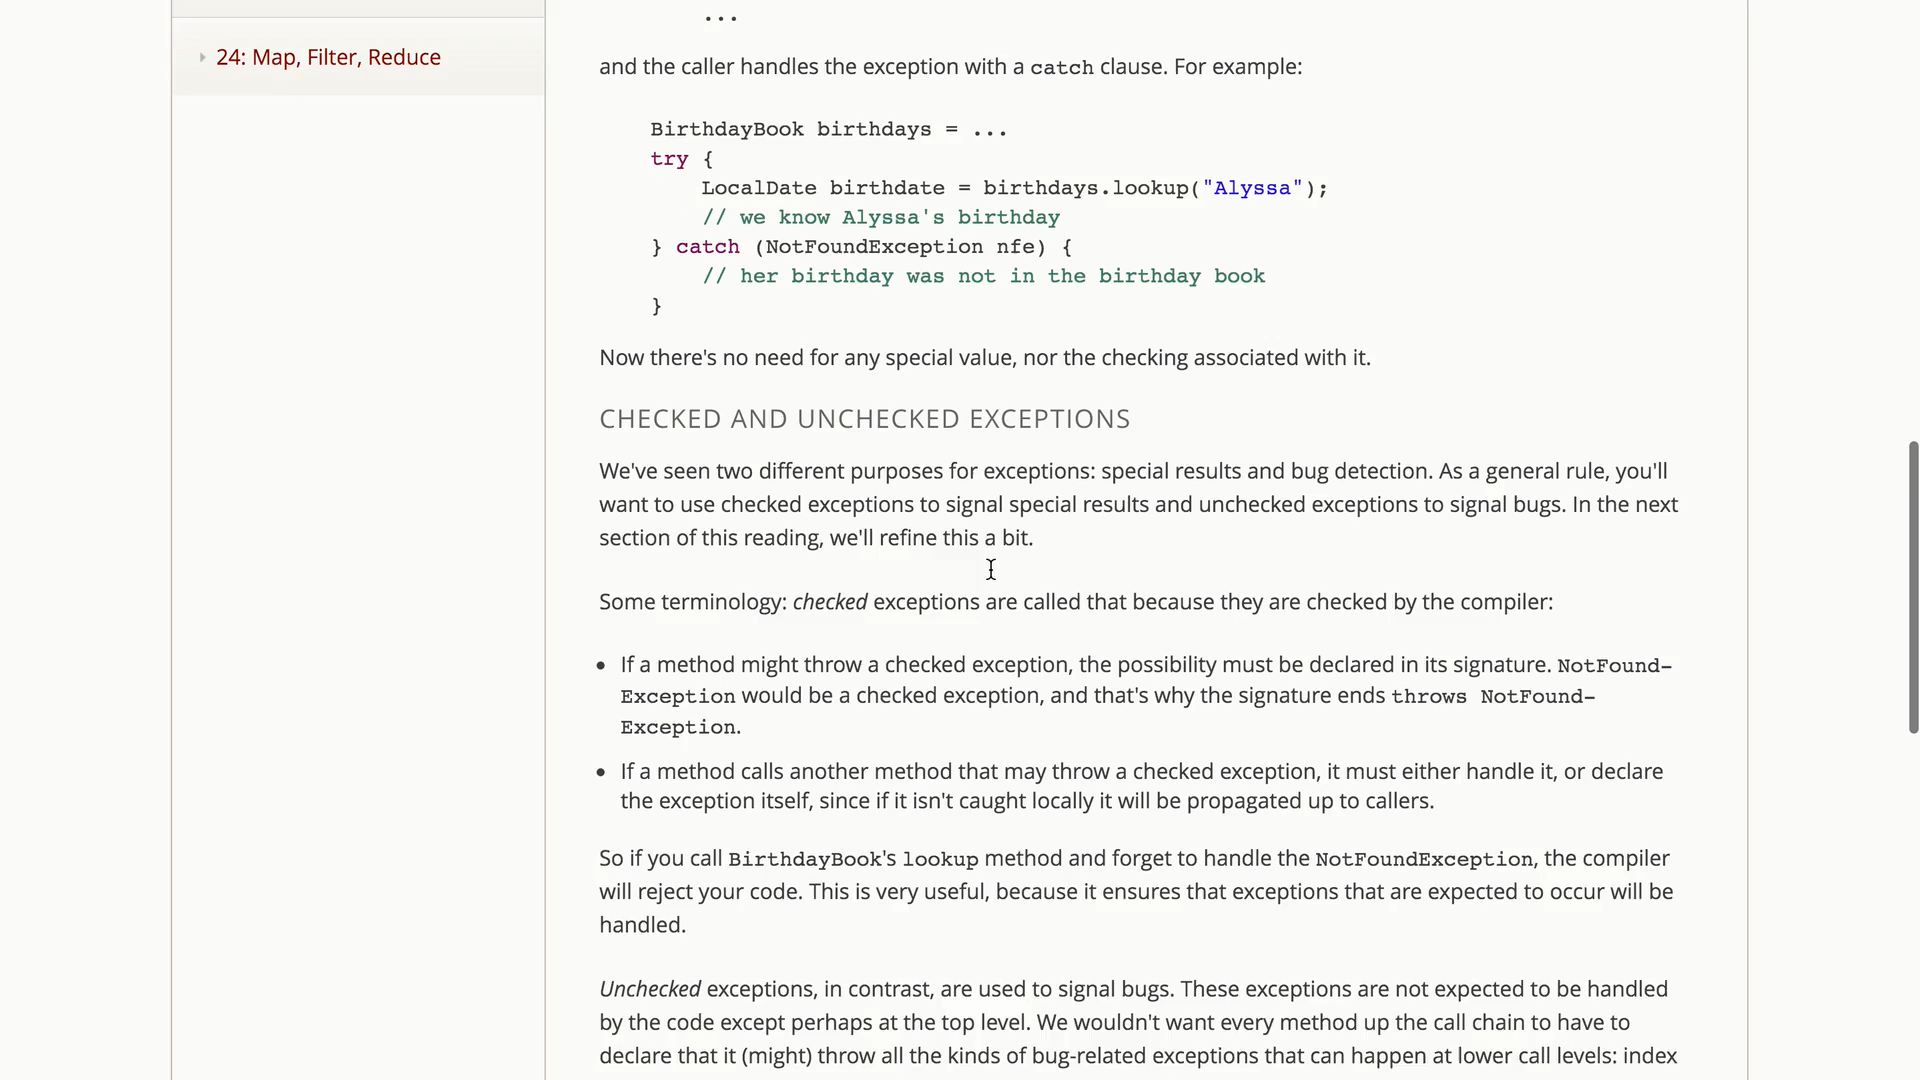 24: Map, Filter, Reduce
...
and the caller handles the exception with a catch clause. For example:
BirthdayBook birthdays = ...
try {
    LocalDate birthdate = birthdays.lookup("Alyssa");
    // we know Alyssa's birthday
} catch (NotFoundException nfe) {
    // her birthday was not in the birthday book
}
Now there's no need for any special value, nor the checking associated with it.
CHECKED AND UNCHECKED EXCEPTIONS
We've seen two different purposes for exceptions: special results and bug detection. As a general rule, you'll
want to use checked exceptions to signal special results and unchecked exceptions to signal bugs. In the next
section of this reading, we'll refine this a bit.
Some terminology: checked exceptions are called that because they are checked by the compiler:
• If a method might throw a checked exception, the possibility must be declared in its signature. NotFound-
Exception would be a checked exception, and that's why the signature ends throws NotFound-
Exception.
• If a method calls another method that may throw a checked exception, it must either handle it, or declare
the exception itself, since if it isn't caught locally it will be propagated up to callers.
So if you call BirthdayBook's lookup method and forget to handle the NotFoundException, the compiler
will reject your code. This is very useful, because it ensures that exceptions that are expected to occur will be
handled.
Unchecked exceptions, in contrast, are used to signal bugs. These exceptions are not expected to be handled
by the code except perhaps at the top level. We wouldn't want every method up the call chain to have to
declare that it (might) throw all the kinds of bug-related exceptions that can happen at lower call levels: index